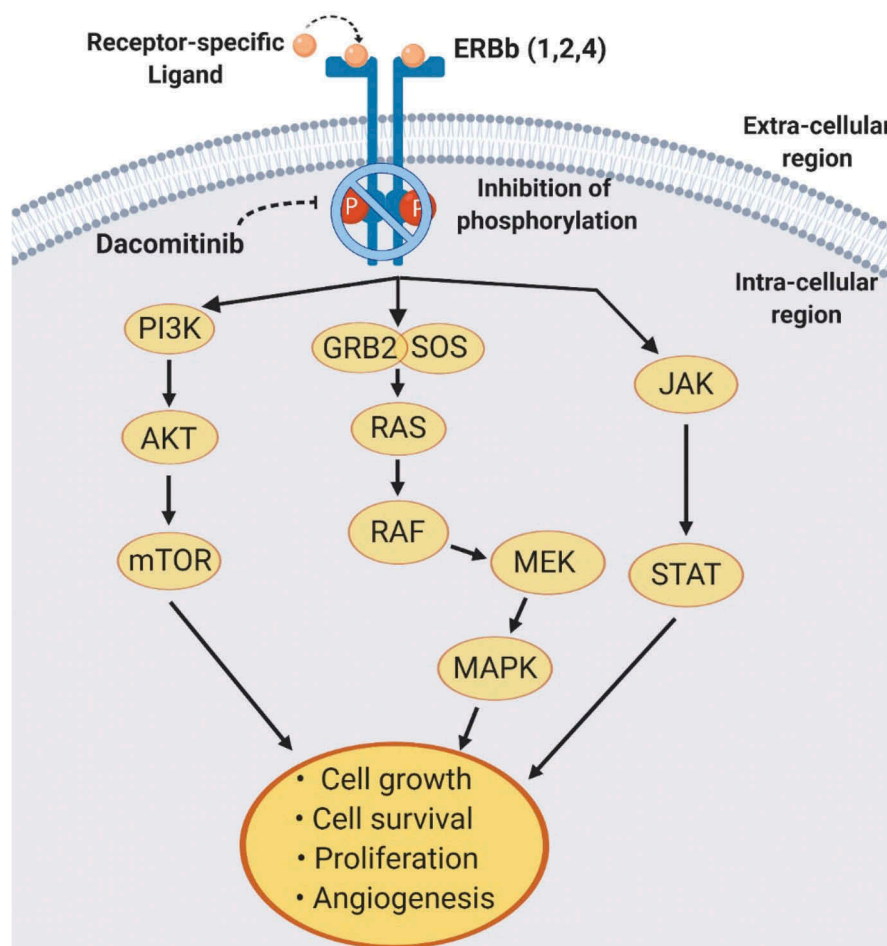 Receptor-specific
Ligand
ERBb (1,2,4)
Extra-cellular
region
P
P
Inhibition of
phosphorylation
Dacomitinib
Intra-cellular
region
PI3K
GRB2
SOS
JAK
AKT
RAS
RAF
mTOR
MEK
STAT
MAPK
• Cell growth
• Cell survival
• Proliferation
• Angiogenesis